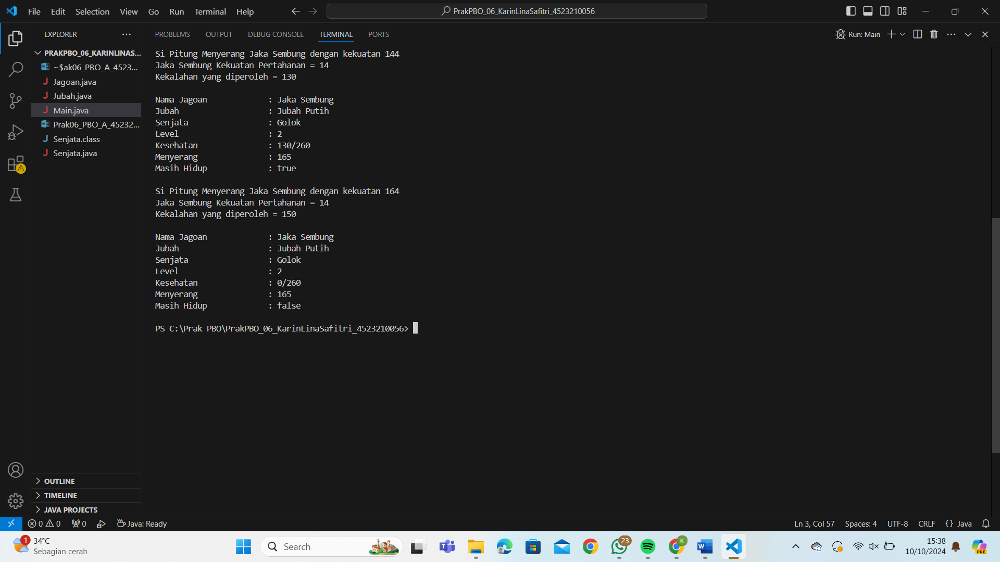 File Edit Selection View Go Run Terminal Help
PrakPBO_06_KarinLinaSafitri_4523210056
EXPLORER
PRAKPBO_06_KARINLINAS...
~$ak06_PBO_A_4523...
Jagoan.java
Jubah.java
Main.java
Prak06_PBO_A_45232...
Senjata.class
Senjata.java
OUTLINE
TIMELINE
JAVA PROJECTS
PROBLEMS OUTPUT DEBUG CONSOLE TERMINAL PORTS
Run: Main
Si Pitung Menyerang Jaka Sembung dengan kekuatan 144
Jaka Sembung Kekuatan Pertahanan = 14
Kekalahan yang diperoleh = 130
Nama Jagoan : Jaka Sembung
Jubah : Jubah Putih
Senjata : Golok
Level : 2
Kesehatan : 130/260
Menyerang : 165
Masih Hidup : true
Si Pitung Menyerang Jaka Sembung dengan kekuatan 164
Jaka Sembung Kekuatan Pertahanan = 14
Kekalahan yang diperoleh = 150
Nama Jagoan : Jaka Sembung
Jubah : Jubah Putih
Senjata : Golok
Level : 2
Kesehatan : 0/260
Menyerang : 165
Masih Hidup : false
PS C:\Prak PBO\PrakPBO_06_KarinLinaSafitri_4523210056>
0 0 0 Java: Ready
Ln 3, Col 57 Spaces: 4 UTF-8 CRLF {} Java
1
34°C
Sebagian cerah
Search
23
K
15:38
10/10/2024
PRE